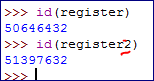 >>> id(register)
50646432
>>> id(register2)
51397632
>>>